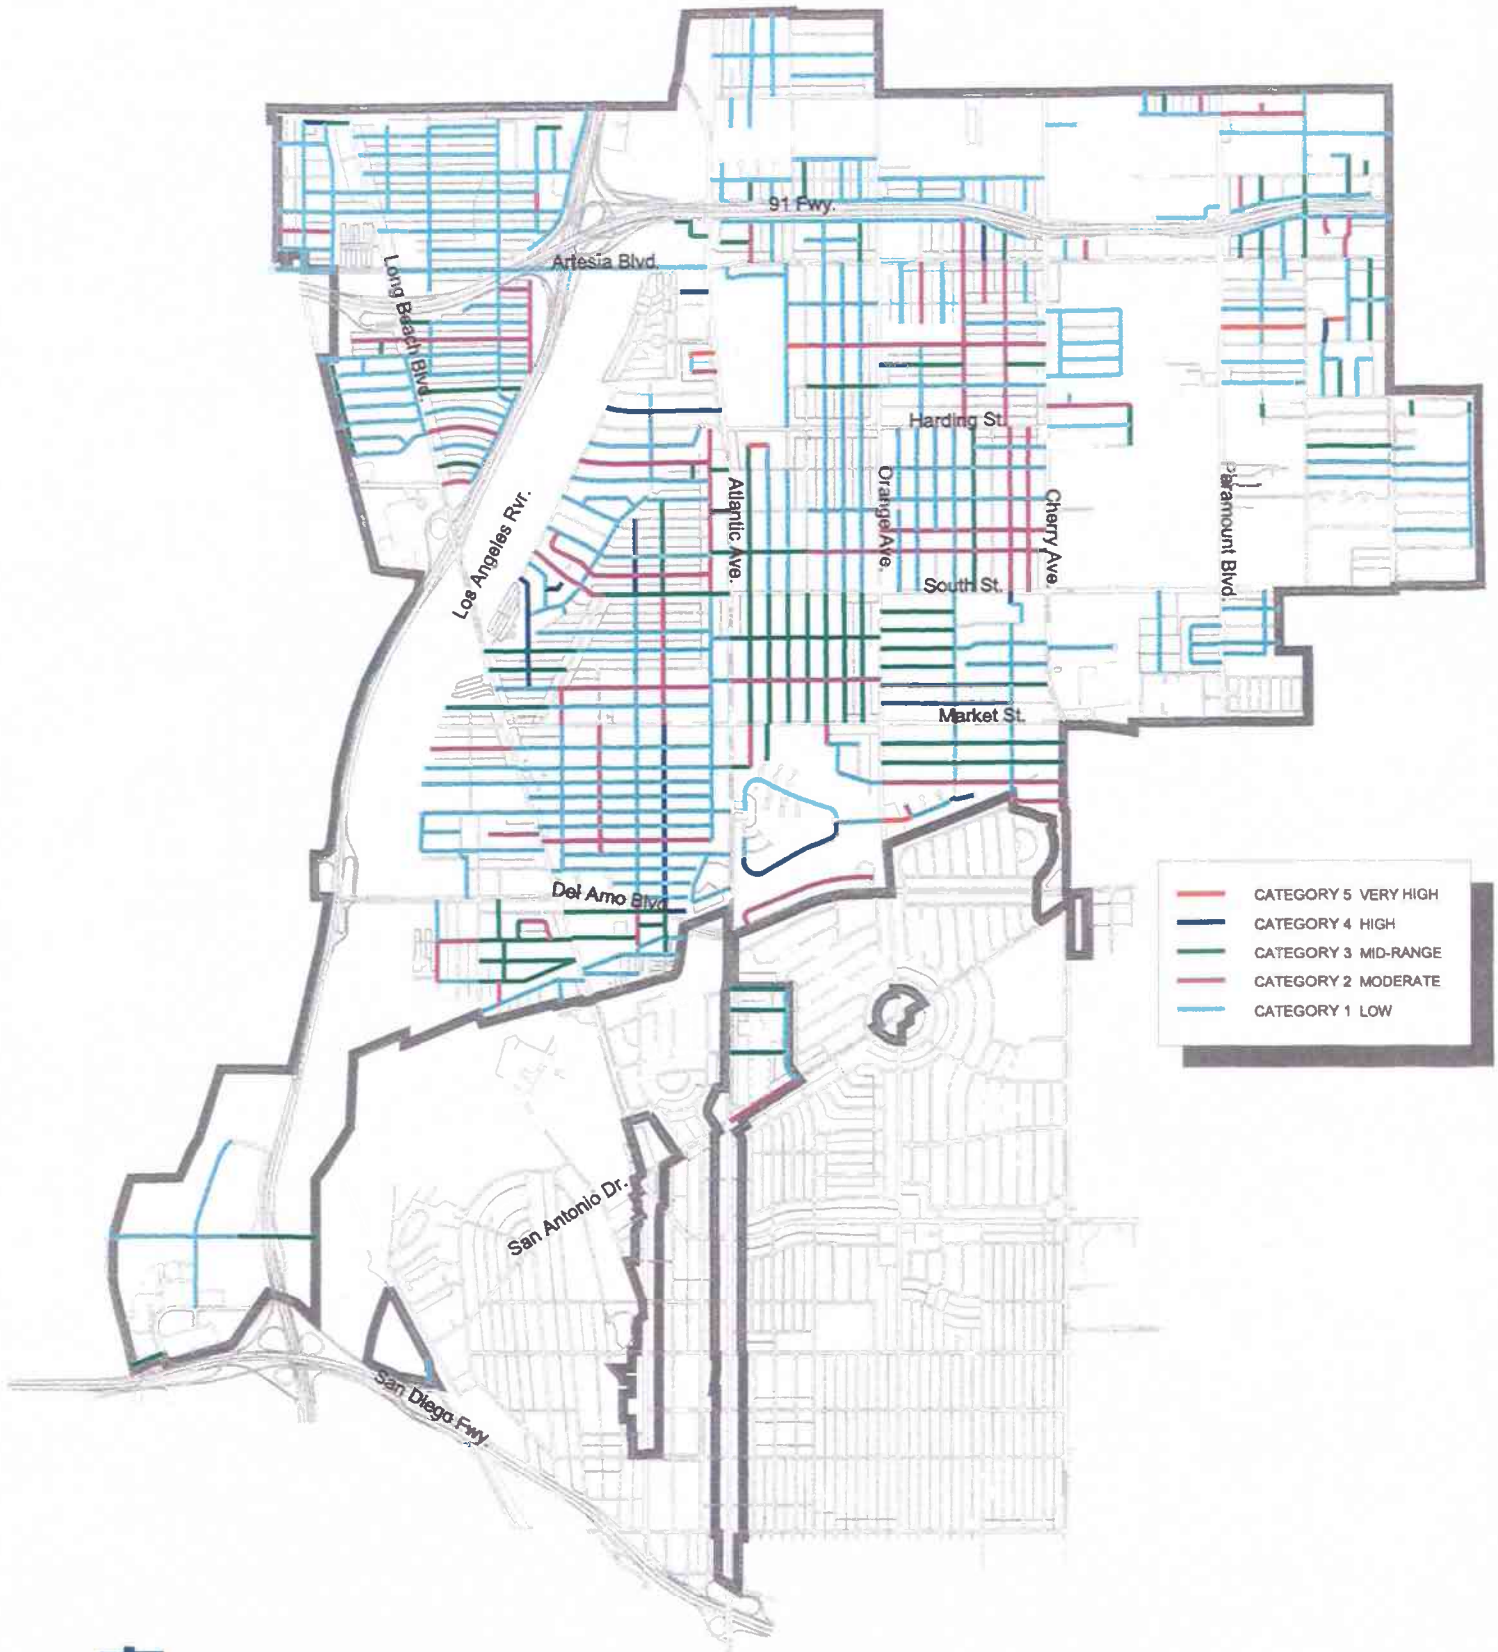 91 Fwy.
Artesia Blvd.
Long Beach Blvd.
Harding St.
Los Angeles Rvr.
Atlantic Ave.
Orange Ave.
Cherry Ave.
Paramount Blvd.
South St.
Market St.
Del Amo Blvd
CATEGORY 5 VERY HIGH
CATEGORY 4 HIGH
CATEGORY 3 MID-RANGE
CATEGORY 2 MODERATE
CATEGORY 1 LOW
San Antonio Dr.
San Diego Fwy.